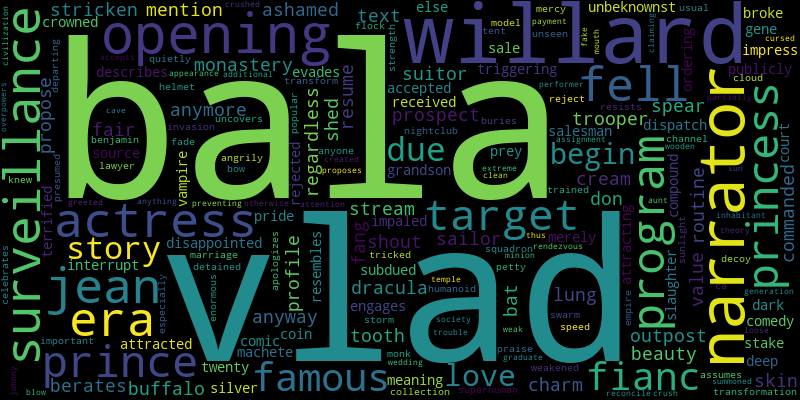 bala
vlad
willard
narrator
surveillance
opening
prince
princess
program
actress
target
famous
jean
era
fell
story
fianc
due
love
begin
stricken
mention
ashamed
text
else
unbeknownst
broke
gene
impress
crowned
flock
model
mercy
payment
unseen
usual
crushed
tent
fake
mouth
cursed
claiming
sale
triggering
ordering
publicly
cloud
partially
monastery
suitor
quietly
departing
accepts
describes
evades
appearance
additional
transform
helmet
strength
performer
reject
resists
accepted
received
prospect
spear
trooper
dispatch
channel
wooden
court
anymore
resume
shed
regardless
fair
source
invasion
uncovers
popular
rejected
cave
buries
nightclub
extreme
clean
assignment
salesman
benjamin
lawyer
vampire
fade
anyone
created
proposes
angrily
bow
preventing
otherwise
attention
prey
grandson
trained
cream
don
compound
routine
value
commanded
civilization
overpowers
propose
knew
presumed
terrified
greeted
anything
celebrates
interrupt
disappointed
pride
stream
impaled
shout
sailor
merely
fang
marriage
detained
apologizes
profile
resembles
subdued
tricked
squadron
minion
petty
thus
rendezvous
attracting
aunt
sunlight
sun
theory
inhabitant
slaughter
decoy
generation
empire
dracula
humanoid
bat
lung
engages
storm
swarm
speed
weak
temple
society
trouble
tooth
anyway
enormous
comic
coin
machete
attracted
especially
important
berates
buffalo
twenty
silver
johnny
blow
meaning
collection
monk
wedding
praise
graduate
supernatural
weakened
charm
outpost
beauty
dark
comedy
stake
loose
deep
skin
assumes
summoned
transformation
reconcile
crush